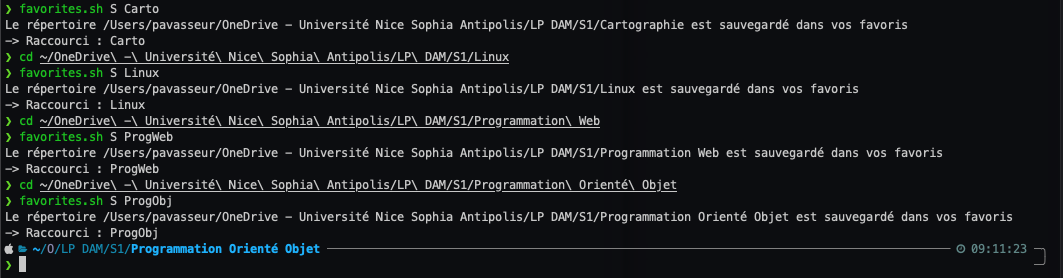 ❯ favorites.sh S Carto
Le répertoire /Users/pavasseur/OneDrive - Université Nice Sophia Antipolis/LP DAM/S1/Cartographie est sauvegardé dans vos favoris
-> Raccourci : Carto
❯ cd ~/OneDrive\ -\ Université\ Nice\ Sophia\ Antipolis/LP\ DAM/S1/Linux
❯ favorites.sh S Linux
Le répertoire /Users/pavasseur/OneDrive - Université Nice Sophia Antipolis/LP DAM/S1/Linux est sauvegardé dans vos favoris
-> Raccourci : Linux
❯ cd ~/OneDrive\ -\ Université\ Nice\ Sophia\ Antipolis/LP\ DAM/S1/Programmation\ Web
❯ favorites.sh S ProgWeb
Le répertoire /Users/pavasseur/OneDrive - Université Nice Sophia Antipolis/LP DAM/S1/Programmation Web est sauvegardé dans vos favoris
-> Raccourci : ProgWeb
❯ cd ~/OneDrive\ -\ Université\ Nice\ Sophia\ Antipolis/LP\ DAM/S1/Programmation\ Orienté\ Objet
❯ favorites.sh S ProgObj
Le répertoire /Users/pavasseur/OneDrive - Université Nice Sophia Antipolis/LP DAM/S1/Programmation Orienté Objet est sauvegardé dans vos favoris
-> Raccourci : ProgObj
~/O/LP DAM/S1/Programmation Orienté Objet 09:11:23
❯